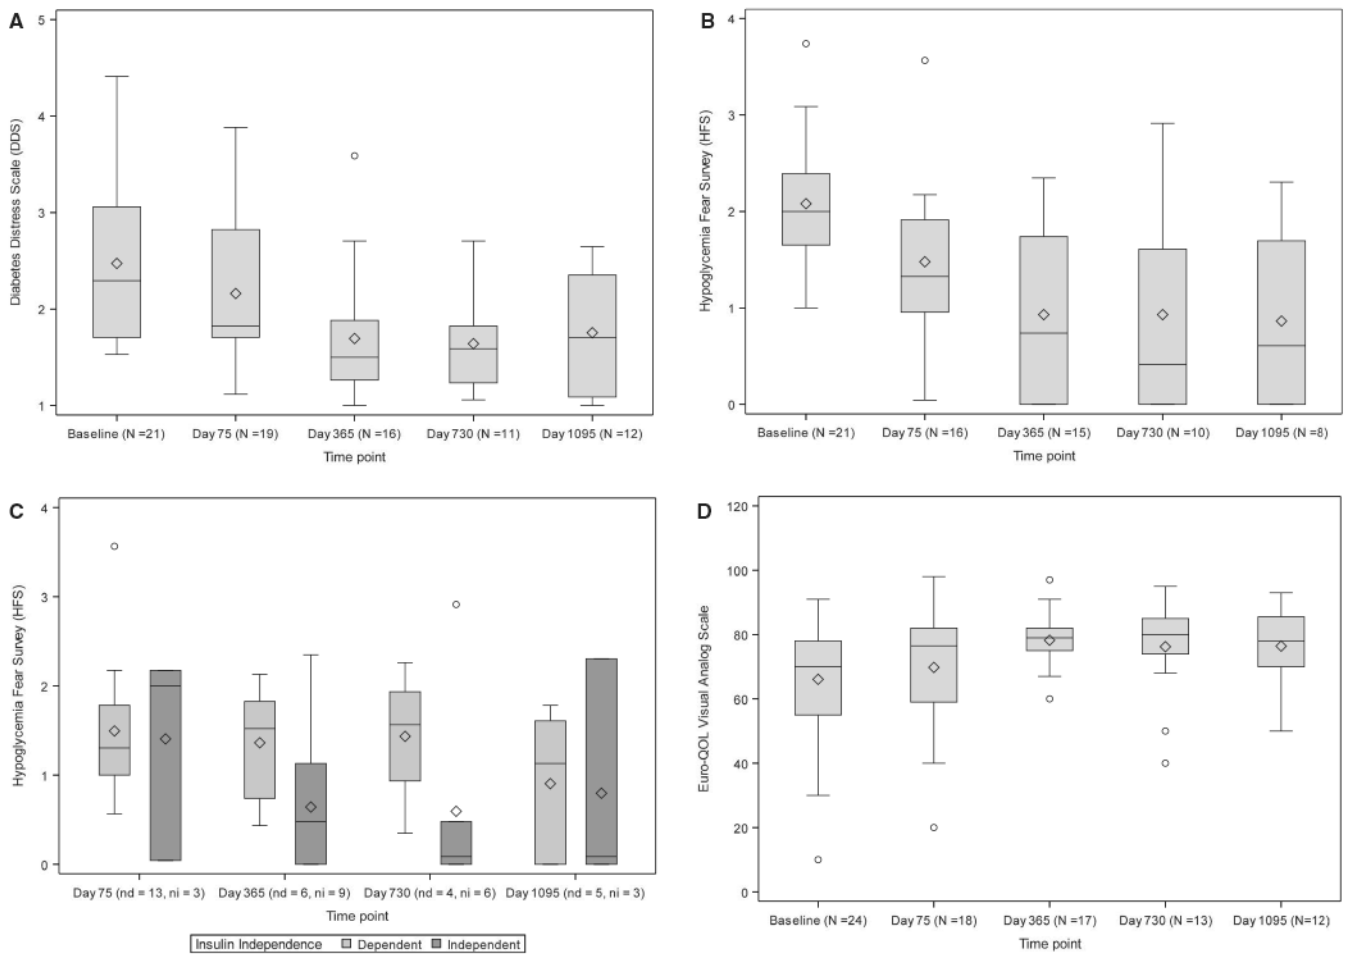 A
Diabetes Distress Scale (DDS)
5
4
3
2
1
Baseline (N =21) Day 75 (N =19) Day 365 (N =16) Day 730 (N =11) Day 1095 (N =12)
Time point
B
Hypoglycemia Fear Survey (HFS)
4
3
2
1
0
Baseline (N =21) Day 75 (N =16) Day 365 (N =15) Day 730 (N =10) Day 1095 (N =8)
Time point
C
Hypoglycemia Fear Survey (HFS)
4
3
2
1
0
Day 75 (nd = 13, ni = 3) Day 365 (nd = 6, ni = 9) Day 730 (nd = 4, ni = 6) Day 1095 (nd = 5, ni = 3)
Time point
Insulin Independence Dependent Independent
D
Euro-QOL Visual Analog Scale
120
100
80
60
40
20
0
Baseline (N =24) Day 75 (N =18) Day 365 (N =17) Day 730 (N =13) Day 1095 (N=12)
Time point